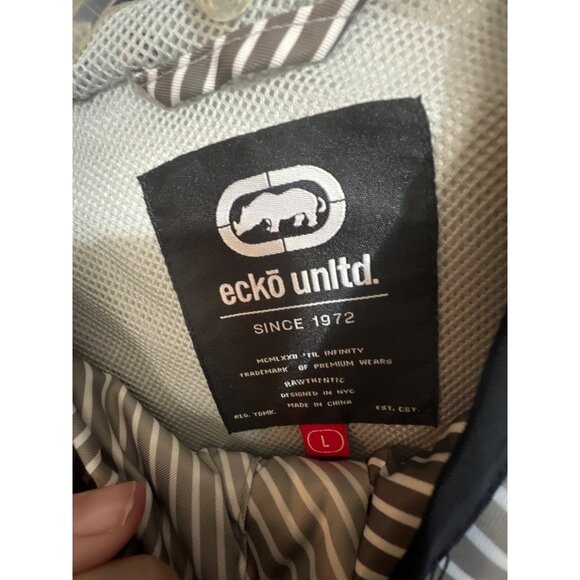 eckō unltd.
SINCE 1972
MCMLXXII 'TIL INFINITY
TRADEMARK OF PREMIUM WEARS
RAWTHENTIC
DESIGNED IN NYC
REG. TDMK. MADE IN CHINA EST. CST.
L